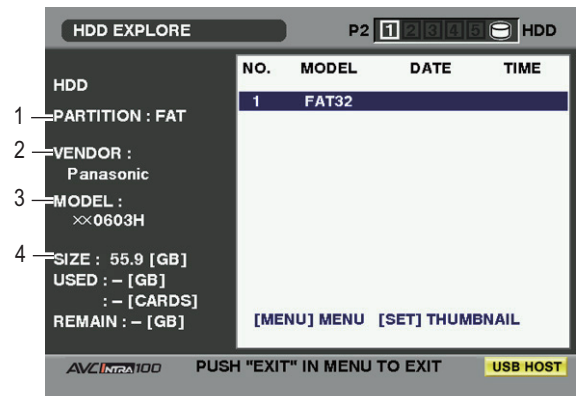 HDD EXPLORE
P2 1 2 3 4 5 HDD
HDD
NO. MODEL DATE TIME
1 FAT32
1
PARTITION : FAT
2
VENDOR :
Panasonic
3
MODEL :
××0603H
4
SIZE : 55.9 [GB]
USED : – [GB]
: – [CARDS]
REMAIN : – [GB]
[MENU] MENU [SET] THUMBNAIL
AVC INTRA 100
PUSH "EXIT" IN MENU TO EXIT
USB HOST